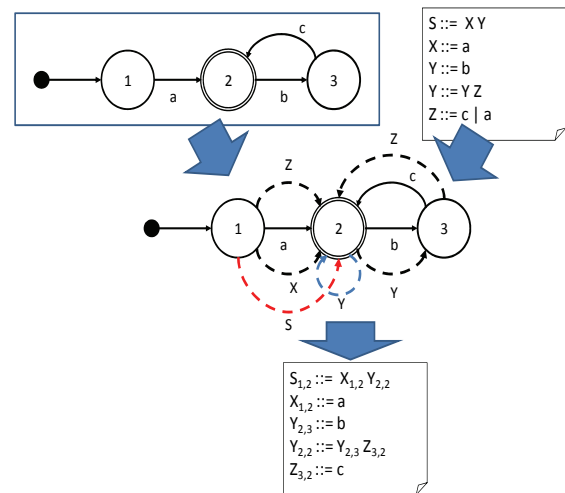 c
1
2
3
a
b
S ::= X Y
X ::= a
Y ::= b
Y ::= Y Z
Z ::= c | a
Z
Z
c
1
2
3
a
b
X
Y
Y
S
S1,2 ::= X1,2 Y2,2
X1,2 ::= a
Y2,3 ::= b
Y2,2 ::= Y2,3 Z3,2
Z3,2 ::= c